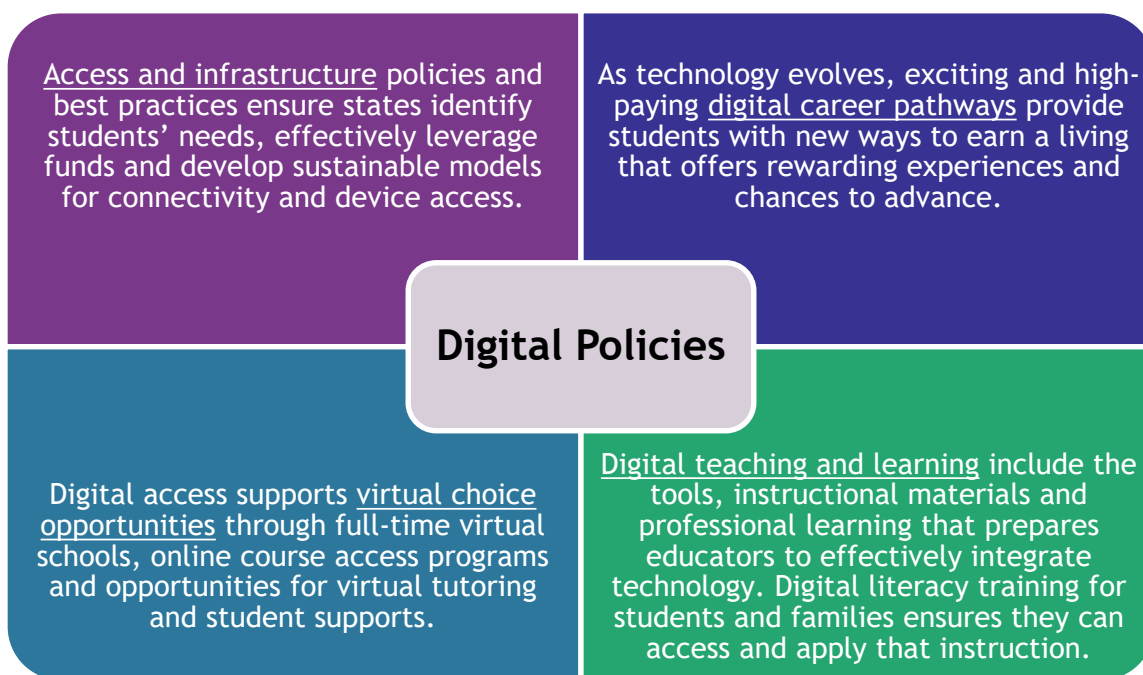 Access and infrastructure policies and
best practices ensure states identify
students’ needs, effectively leverage
funds and develop sustainable models
for connectivity and device access.
As technology evolves, exciting and high-
paying digital career pathways provide
students with new ways to earn a living
that offers rewarding experiences and
chances to advance.
Digital Policies
Digital access supports virtual choice
opportunities through full-time virtual
schools, online course access programs
and opportunities for virtual tutoring
and student supports.
Digital teaching and learning include the
tools, instructional materials and
professional learning that prepares
educators to effectively integrate
technology. Digital literacy training for
students and families ensures they can
access and apply that instruction.